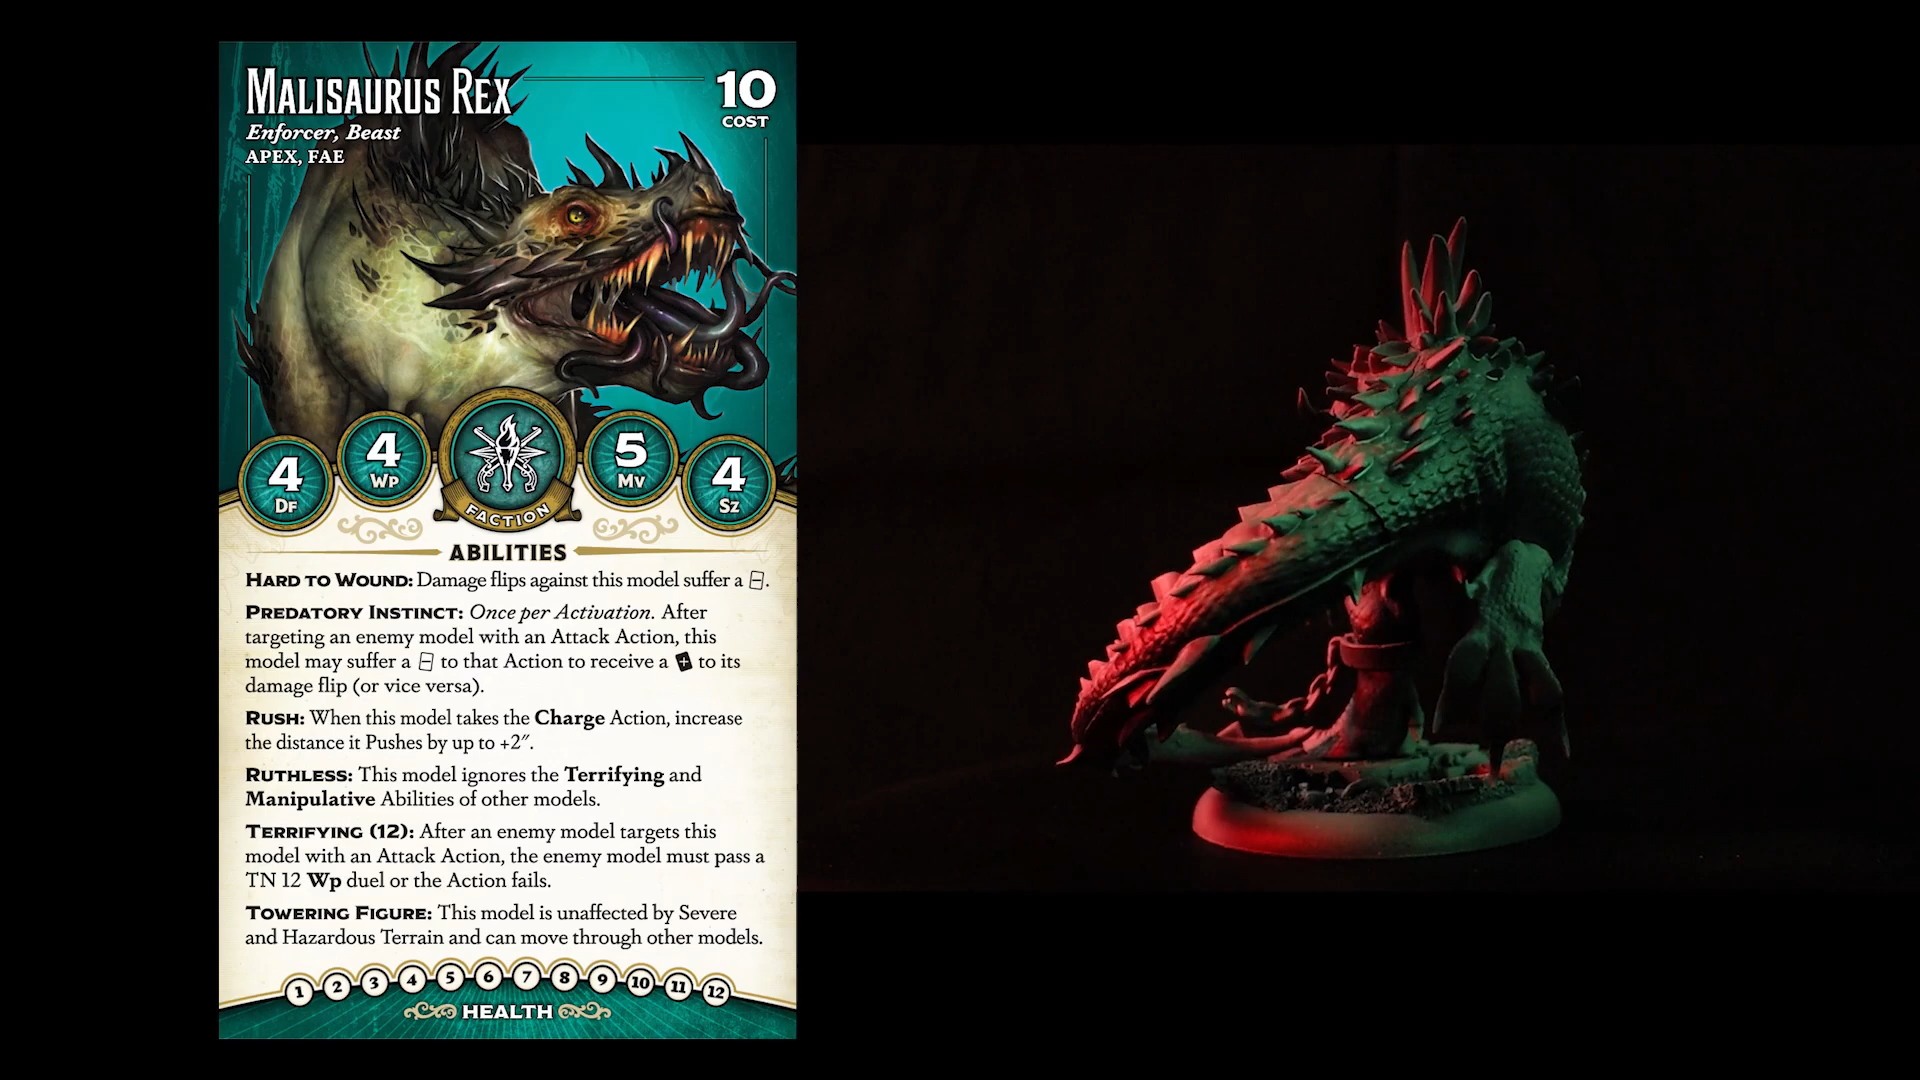 MALISAURUS REX
10
COST
Enforcer, Beast
APEX, FAE
4
DF
4
WP
FACTION
5
MV
4
SZ
ABILITIES
HARD TO WOUND: Damage flips against this model suffer a ⊟.
PREDATORY INSTINCT: Once per Activation. After
targeting an enemy model with an Attack Action, this
model may suffer a ⊟ to that Action to receive a + to its
damage flip (or vice versa).
RUSH: When this model takes the Charge Action, increase
the distance it Pushes by up to +2″.
RUTHLESS: This model ignores the Terrifying and
Manipulative Abilities of other models.
TERRIFYING (12): After an enemy model targets this
model with an Attack Action, the enemy model must pass a
TN 12 Wp duel or the Action fails.
TOWERING FIGURE: This model is unaffected by Severe
and Hazardous Terrain and can move through other models.
1 2 3 4 5 6 7 8 9 10 11 12
HEALTH